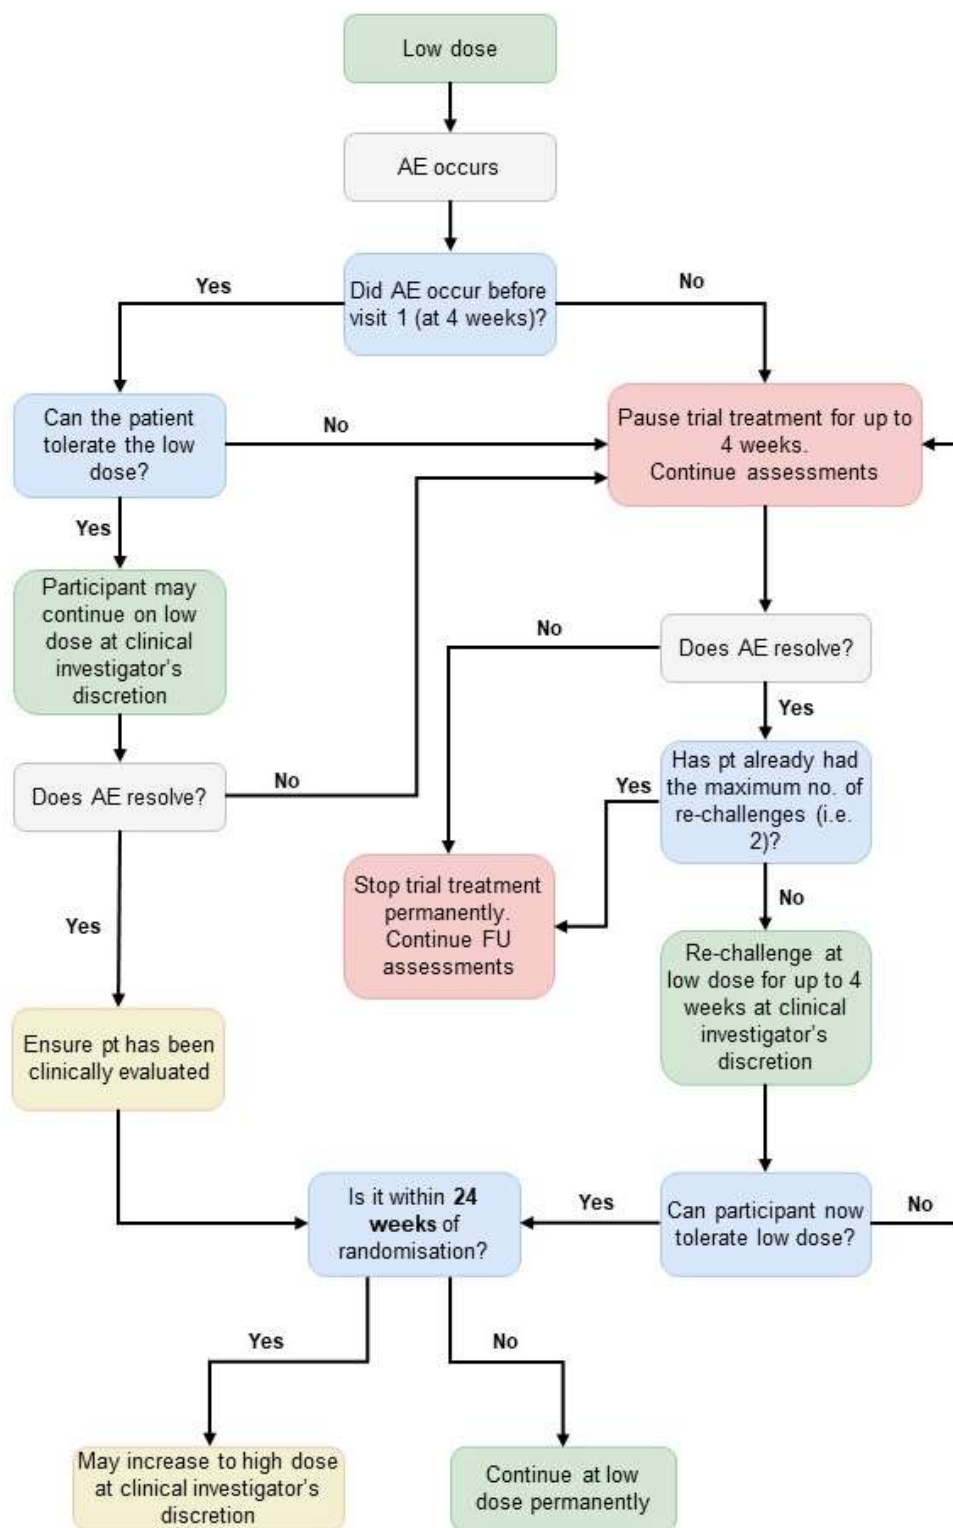 Low dose
AE occurs
Yes
No
Did AE occur before
visit 1 (at 4 weeks)?
Can the patient
tolerate the low
dose?
No
Pause trial treatment for up to
4 weeks.
Continue assessments
Yes
Participant may
continue on low
dose at clinical
investigator's
discretion
No
Does AE resolve?
Yes
Does AE resolve?
No
Has pt already had
the maximum no. of
re-challenges (i.e.
2)?
Yes
Stop trial treatment
permanently.
Continue FU
assessments
No
Yes
Re-challenge at
low dose for up to 4
weeks at clinical
investigator's
discretion
Ensure pt has been
clinically evaluated
Is it within 24
weeks of
randomisation?
Yes
Can participant now
tolerate low dose?
No
Yes
No
May increase to high dose
at clinical investigator's
discretion
Continue at low
dose permanently